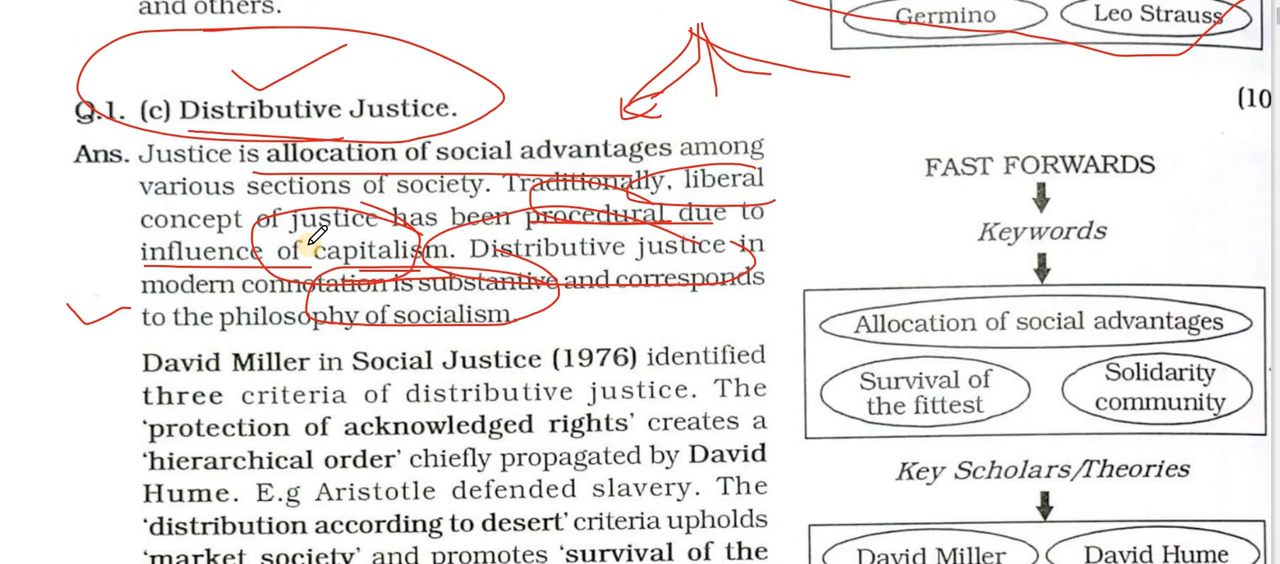 and others.
Q.1. (c) Distributive Justice.
Ans. Justice is allocation of social advantages among
various sections of society. Traditionally, liberal
concept of justice has been procedural due to
influence of capitalism. Distributive justice in
modern connotation is substantive and corresponds
to the philosophy of socialism.
David Miller in Social Justice (1976) identified
three criteria of distributive justice. The
‘protection of acknowledged rights’ creates a
‘hierarchical order’ chiefly propagated by David
Hume. E.g Aristotle defended slavery. The
‘distribution according to desert’ criteria upholds
‘market society’ and promotes ‘survival of the
Germino
Leo Strauss
(10
FAST FORWARDS
Keywords
Allocation of social advantages
Survival of
the fittest
Solidarity
community
Key Scholars/Theories
David Miller
David Hume